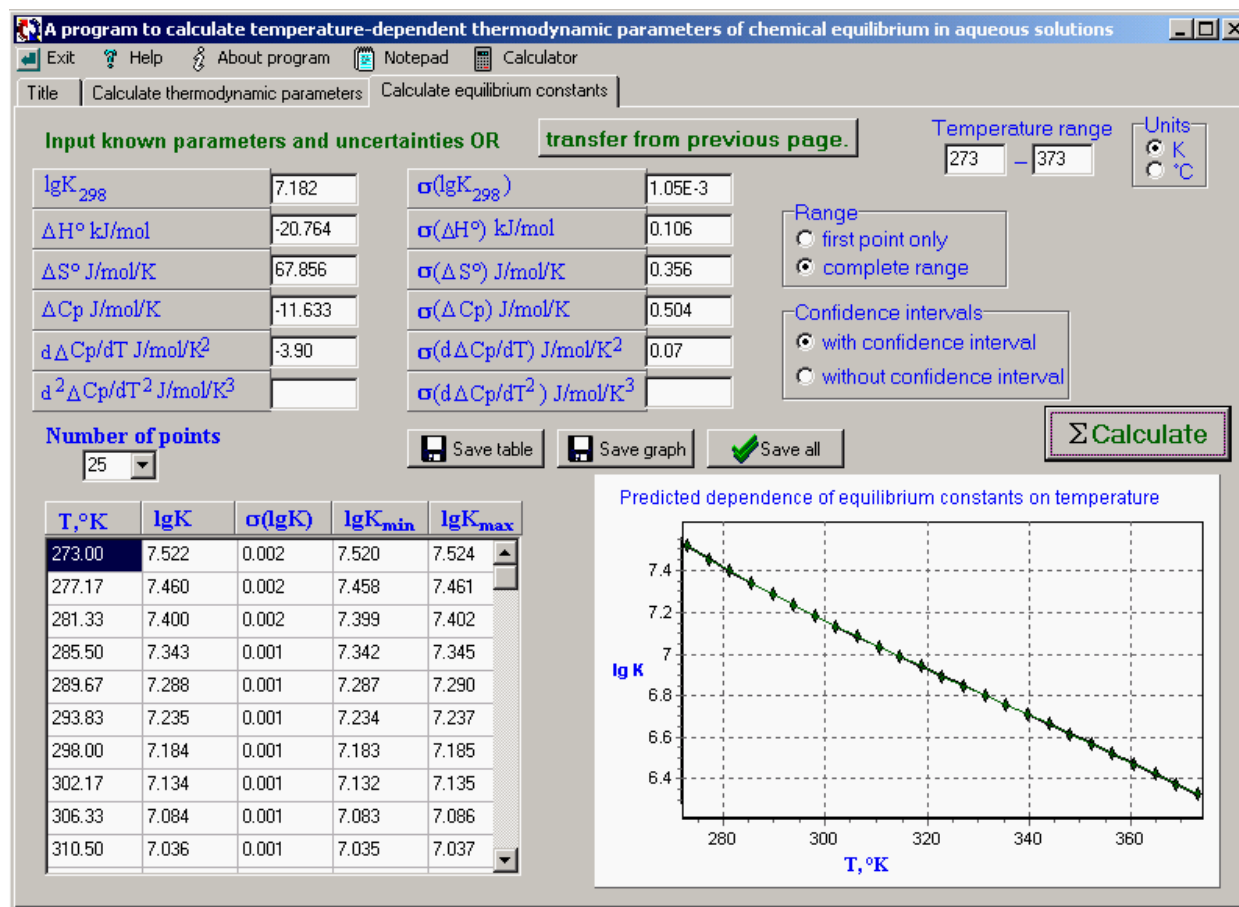 A program to calculate temperature-dependent thermodynamic parameters of chemical equilibrium in aqueous solutions
Exit Help About program Notepad Calculator
Title Calculate thermodynamic parameters Calculate equilibrium constants
Input known parameters and uncertainties OR transfer from previous page.
Temperature range
273 – 373
Units
K
°C
lgK298 7.182 σ(lgK298) 1.05E-3
ΔH° kJ/mol -20.764 σ(ΔH°) kJ/mol 0.106
ΔS° J/mol/K 67.856 σ(ΔS°) J/mol/K 0.356
ΔCp J/mol/K -11.633 σ(ΔCp) J/mol/K 0.504
dΔCp/dT J/mol/K2 -3.90 σ(dΔCp/dT) J/mol/K2 0.07
d2ΔCp/dT2 J/mol/K3 σ(dΔCp/dT2) J/mol/K3
Range
first point only
complete range
Confidence intervals
with confidence interval
without confidence interval
Number of points
25
Save table Save graph Save all
ΣCalculate
T,°K lgK σ(lgK) lgKmin lgKmax
273.00 7.522 0.002 7.520 7.524
277.17 7.460 0.002 7.458 7.461
281.33 7.400 0.002 7.399 7.402
285.50 7.343 0.001 7.342 7.345
289.67 7.288 0.001 7.287 7.290
293.83 7.235 0.001 7.234 7.237
298.00 7.184 0.001 7.183 7.185
302.17 7.134 0.001 7.132 7.135
306.33 7.084 0.001 7.083 7.086
310.50 7.036 0.001 7.035 7.037
Predicted dependence of equilibrium constants on temperature
7.4
7.2
7
lg K
6.8
6.6
6.4
280 300 320 340 360
T,°K